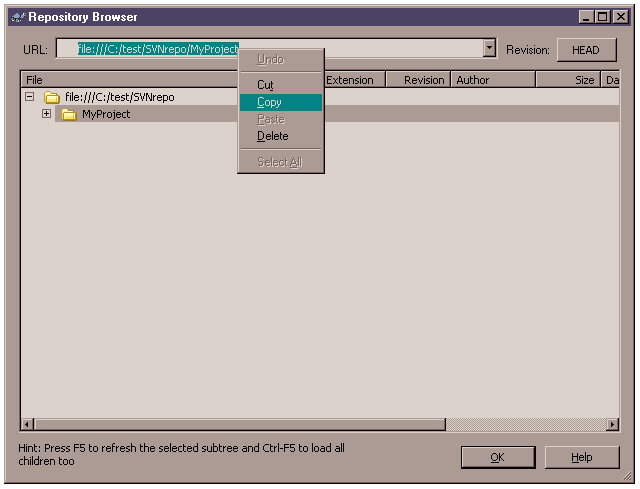 Repository Browser
URL: file:///C:/test/SVNrepo/MyProject Revision: HEAD
Undo
Cut
Copy
Paste
Delete
Select All
File Extension Revision Author Size Da
file:///C:/test/SVNrepo
MyProject
Hint: Press F5 to refresh the selected subtree and Ctrl-F5 to load all
children too
OK Help